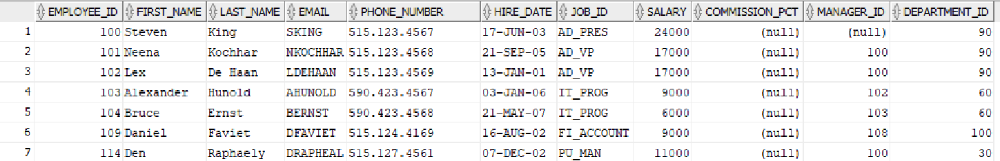 EMPLOYEE_ID FIRST_NAME LAST_NAME EMAIL PHONE_NUMBER HIRE_DATE JOB_ID SALARY COMMISSION_PCT MANAGER_ID DEPARTMENT_ID
1 100 Steven King SKING 515.123.4567 17-JUN-03 AD_PRES 24000 (null) (null) 90
2 101 Neena Kochhar NKOCHHAR 515.123.4568 21-SEP-05 AD_VP 17000 (null) 100 90
3 102 Lex De Haan LDEHAAN 515.123.4569 13-JAN-01 AD_VP 17000 (null) 100 90
4 103 Alexander Hunold AHUNOLD 590.423.4567 03-JAN-06 IT_PROG 9000 (null) 102 60
5 104 Bruce Ernst BERNST 590.423.4568 21-MAY-07 IT_PROG 6000 (null) 103 60
6 109 Daniel Faviet DFAVIET 515.124.4169 16-AUG-02 FI_ACCOUNT 9000 (null) 108 100
7 114 Den Raphaely DRAPHEAL 515.127.4561 07-DEC-02 PU_MAN 11000 (null) 100 30